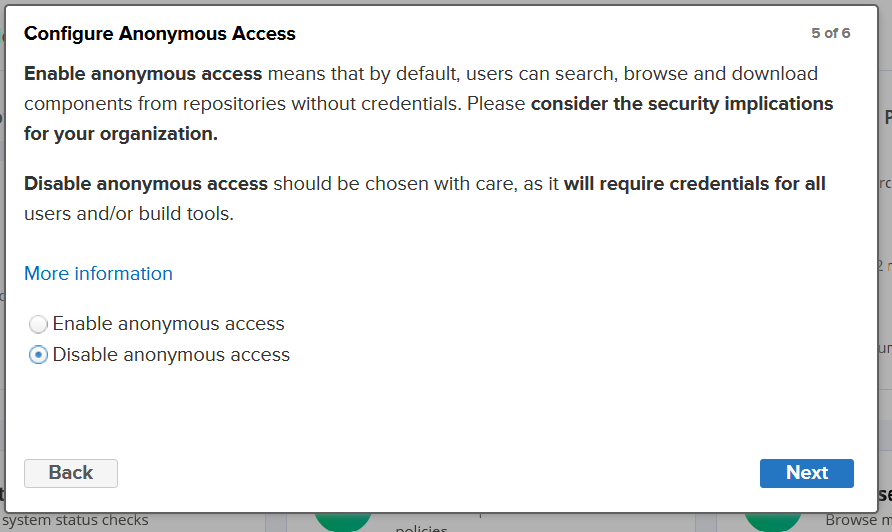 Configure Anonymous Access
5 of 6
Enable anonymous access means that by default, users can search, browse and download
components from repositories without credentials. Please consider the security implications
for your organization.
Disable anonymous access should be chosen with care, as it will require credentials for all
users and/or build tools.
More information
Enable anonymous access
Disable anonymous access
Back
Next
system status checks
policies
Browse